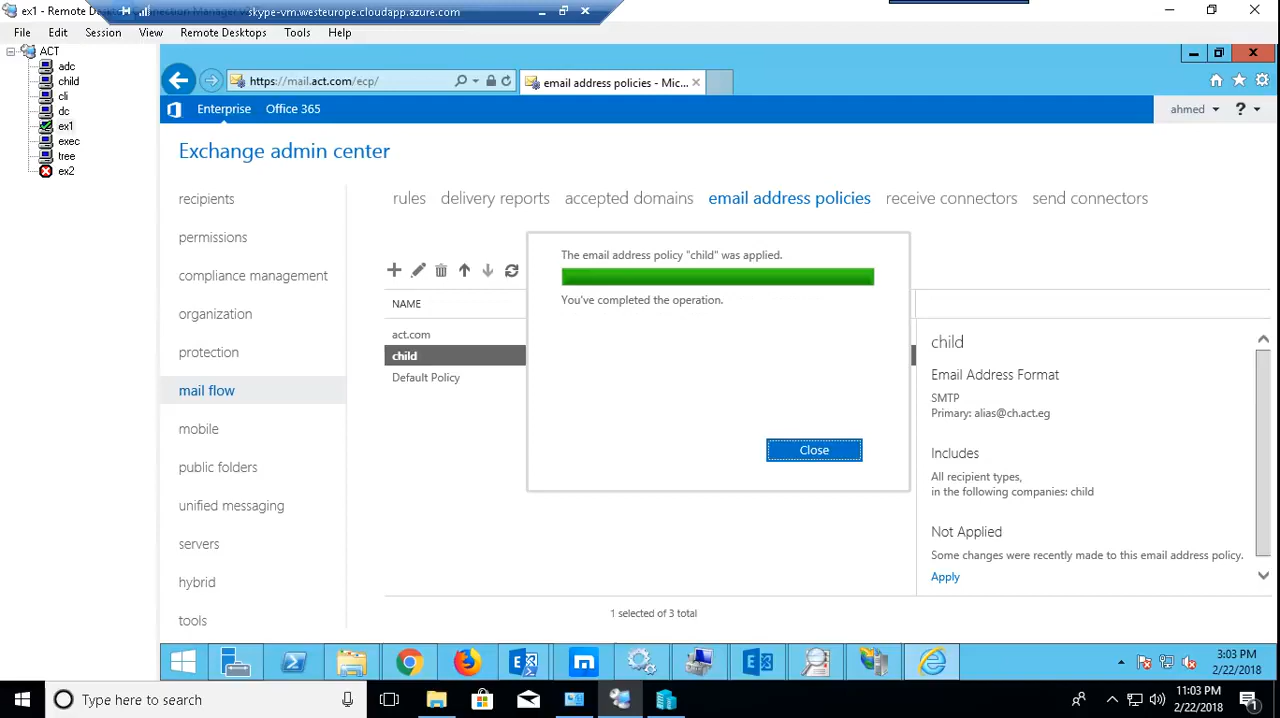 ex1 - Remote Des
skype-vm.westeurope.cloudapp.azure.com
File Edit Session View Remote Desktops Tools Help
ACT
adc
child
cli
dc
ex1
exec
tree
ex2
https://mail.act.com/ecp/
email address policies - Mic...
Enterprise Office 365
ahmed ?
Exchange admin center
recipients
permissions
compliance management
organization
protection
mail flow
mobile
public folders
unified messaging
servers
hybrid
tools
rules delivery reports accepted domains email address policies receive connectors send connectors
NAME
act.com
child
Default Policy
The email address policy "child" was applied.
You've completed the operation.
Close
child
Email Address Format
SMTP
Primary: alias@ch.act.eg
Includes
All recipient types,
in the following companies: child
Not Applied
Some changes were recently made to this email address policy.
Apply
1 selected of 3 total
3:03 PM
2/22/2018
Type here to search
11:03 PM
2/22/2018
1